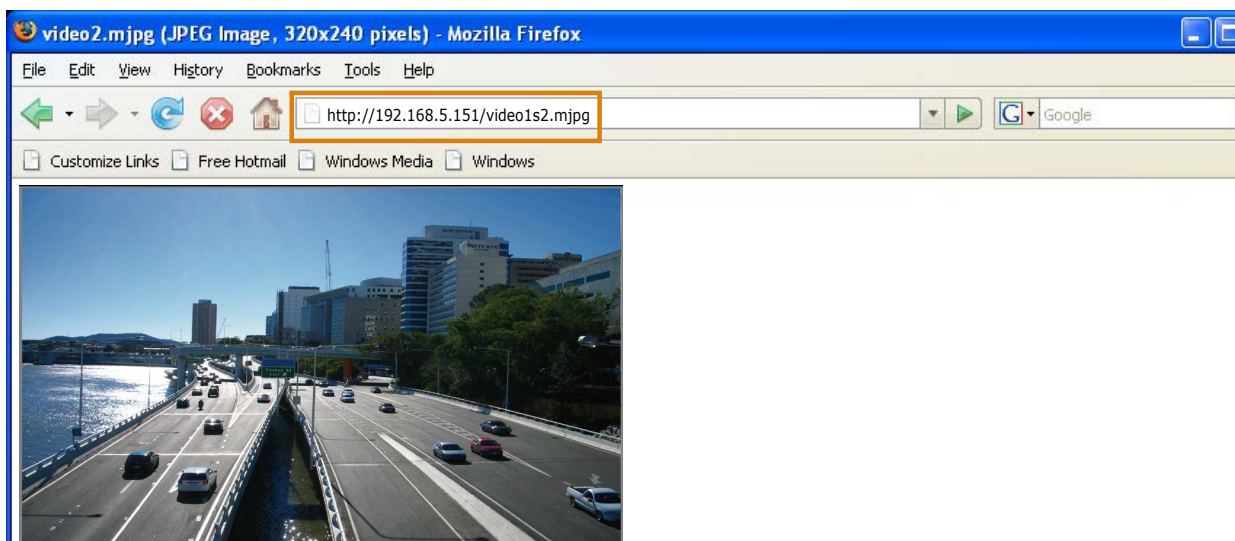 video2.mjpg (JPEG Image, 320x240 pixels) - Mozilla Firefox
File Edit View History Bookmarks Tools Help
http://192.168.5.151/video1s2.mjpg
G Google
Customize Links Free Hotmail Windows Media Windows